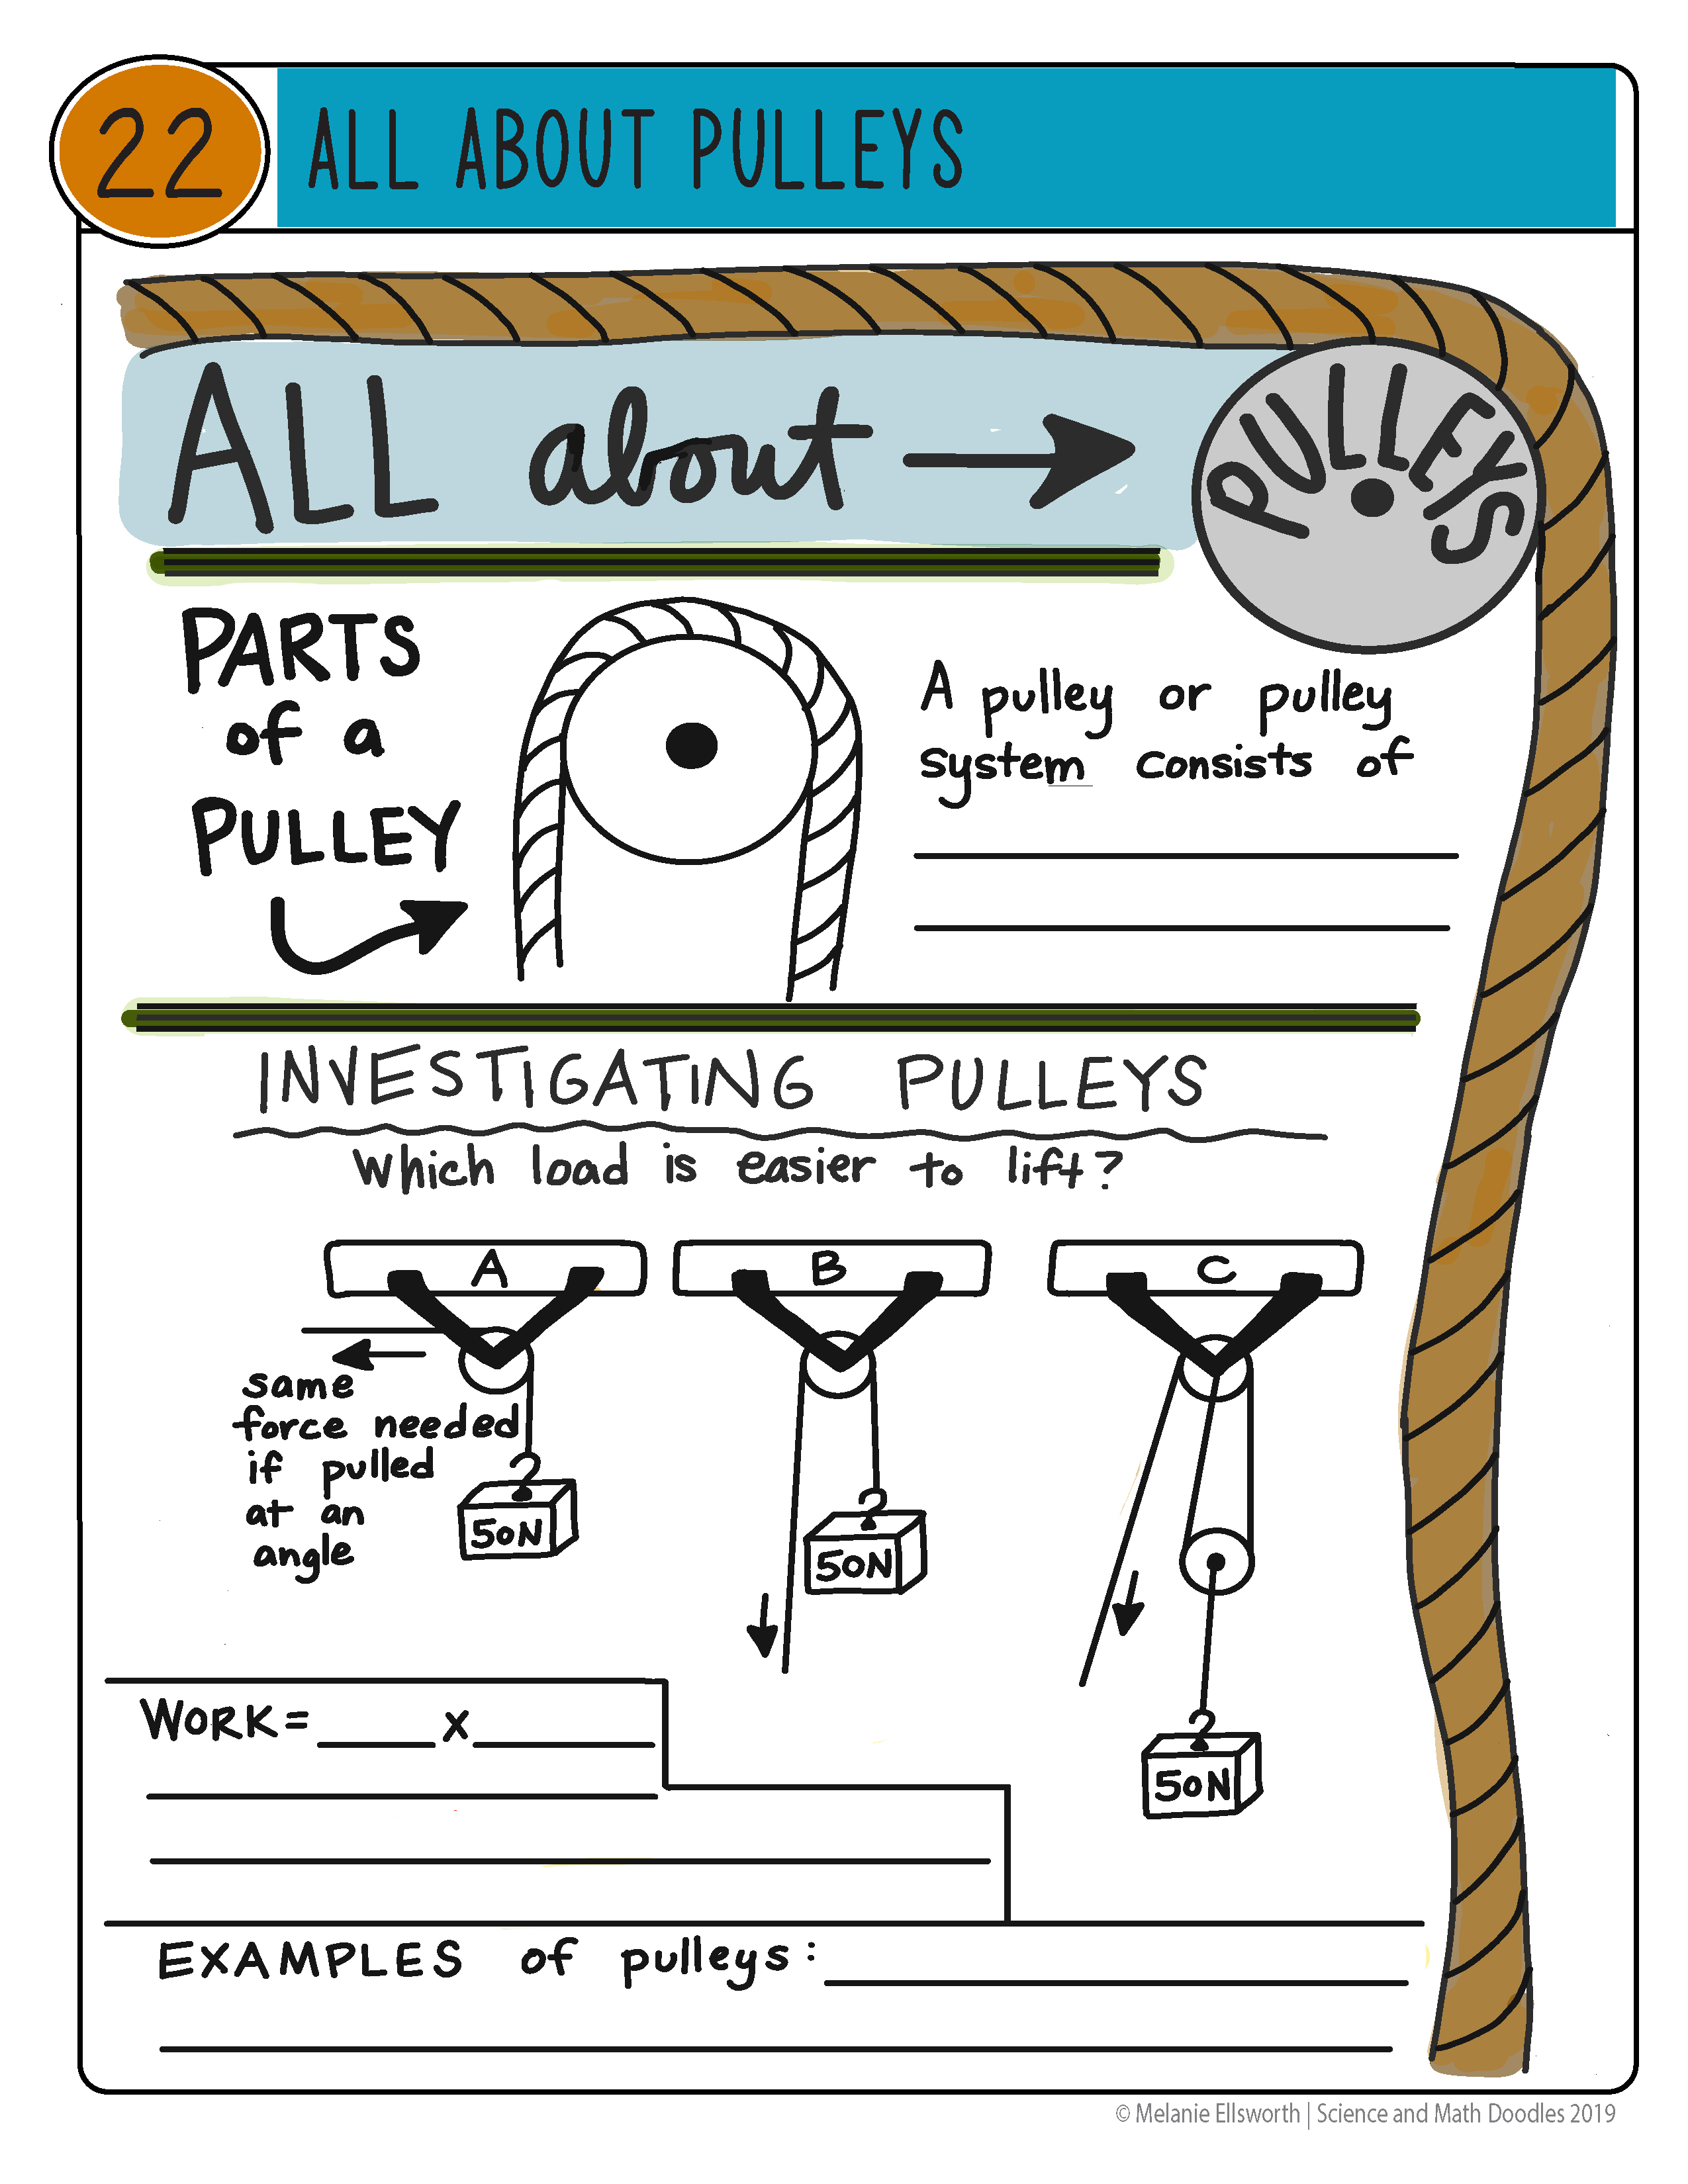 22
ALL ABOUT PULLEYS
ALL about
PULLEYS
PARTS
of a
PULLEY
A pulley or pulley
system consists of
INVESTIGATING PULLEYS
Which load is easier to lift?
A
B
C
same
force needed
if pulled
at an
angle
50N
50N
50N
WORK = ____ x ____
EXAMPLES of pulleys:
© Melanie Ellsworth | Science and Math Doodles 2019